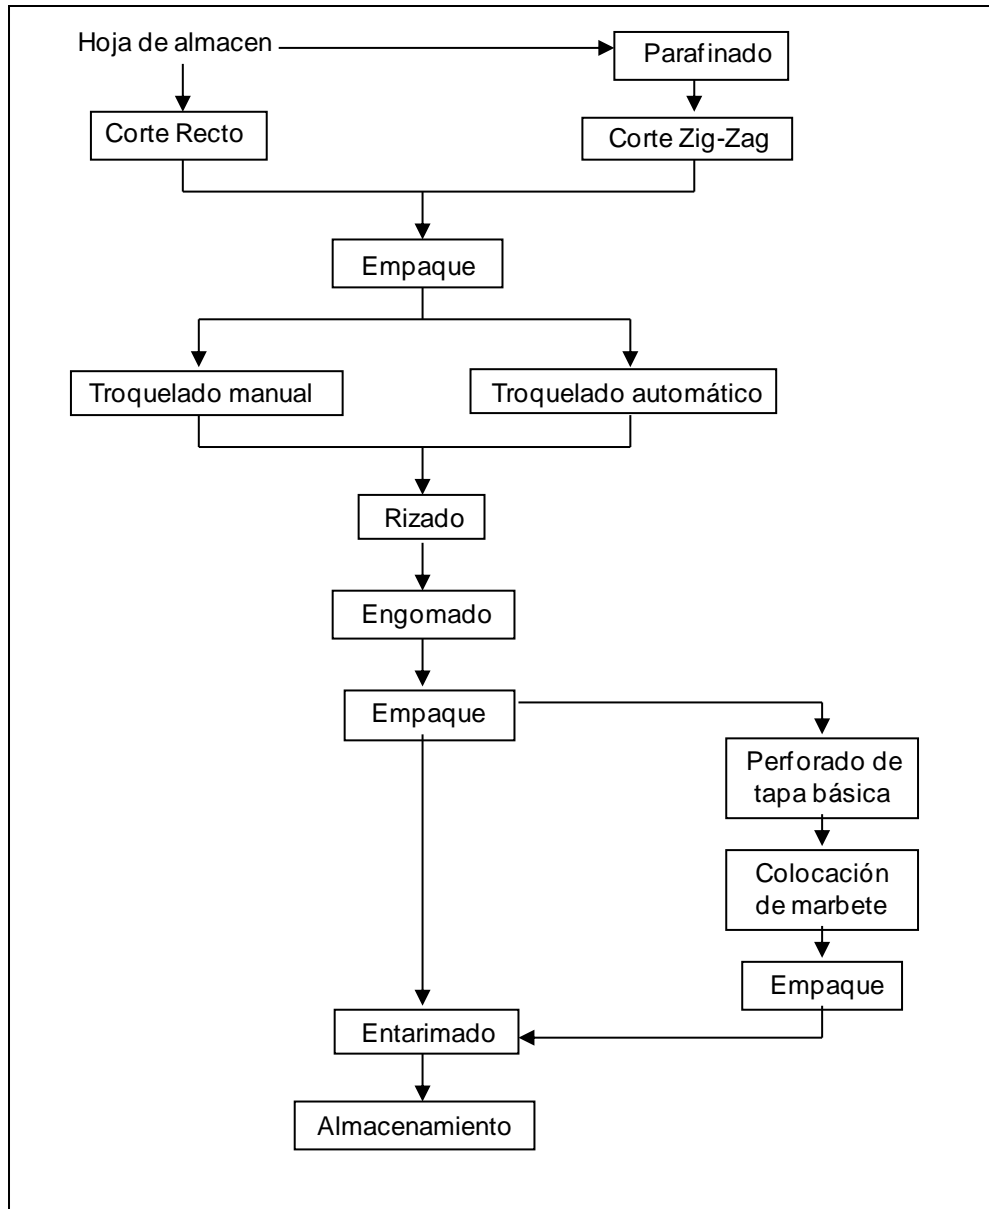 Hoja de almacen
Parafinado
Corte Recto
Corte Zig-Zag
Empaque
Troquelado manual
Troquelado automático
Rizado
Engomado
Empaque
Perforado de
tapa básica
Colocación
de marbete
Empaque
Entarimado
Almacenamiento